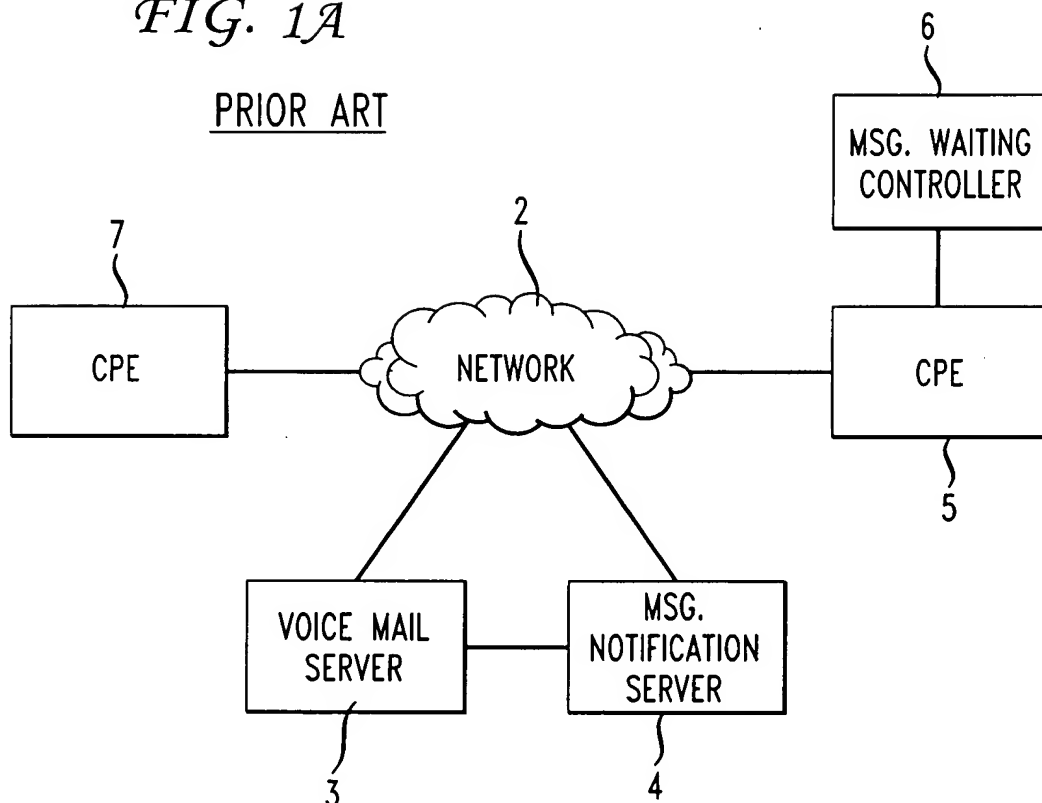 FIG. 1A
PRIOR ART
6
MSG. WAITING
CONTROLLER
2
7
CPE
NETWORK
CPE
5
VOICE MAIL
SERVER
MSG.
NOTIFICATION
SERVER
3
4